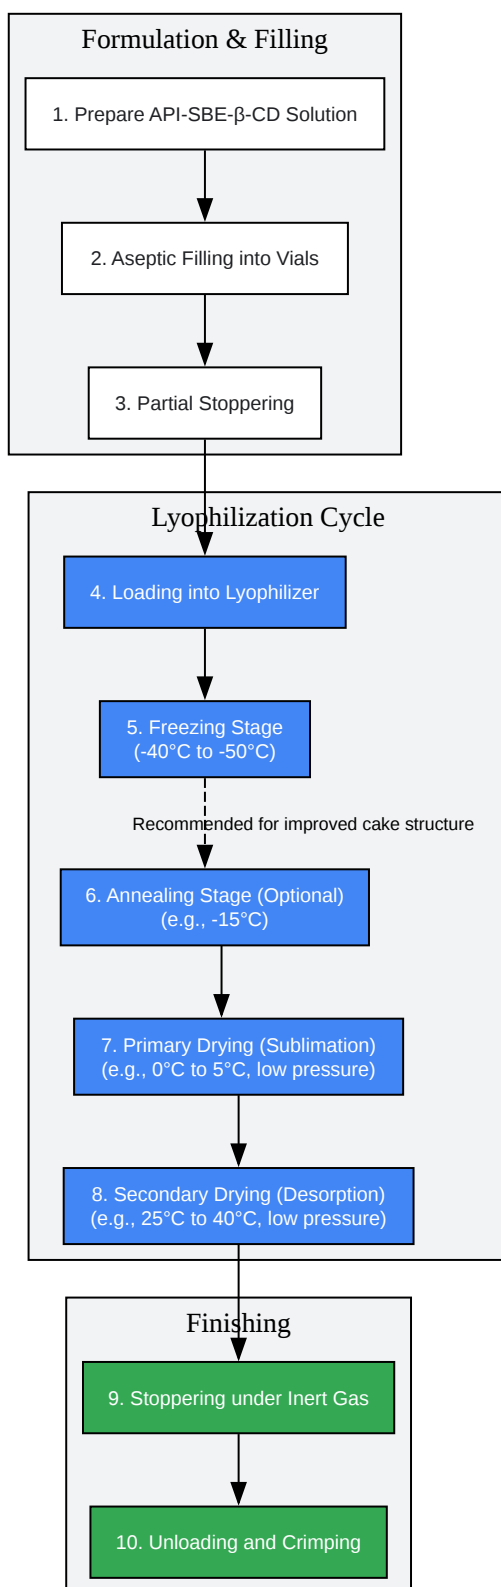 Formulation & Filling
1. Prepare API-SBE-β-CD Solution
2. Aseptic Filling into Vials
3. Partial Stoppering
Lyophilization Cycle
4. Loading into Lyophilizer
5. Freezing Stage
(-40°C to -50°C)
Recommended for improved cake structure
6. Annealing Stage (Optional)
(e.g., -15°C)
7. Primary Drying (Sublimation)
(e.g., 0°C to 5°C, low pressure)
8. Secondary Drying (Desorption)
(e.g., 25°C to 40°C, low pressure)
Finishing
9. Stoppering under Inert Gas
10. Unloading and Crimping